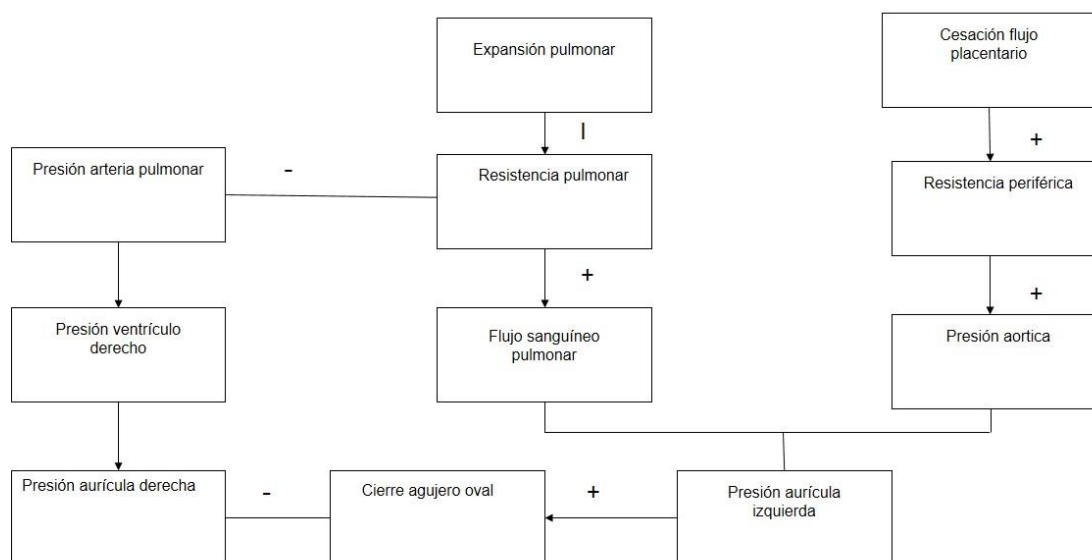 Expansión pulmonar
Cesación flujo
placentario
|
+
Presión arteria pulmonar
-
Resistencia pulmonar
Resistencia periférica
+
+
Presión ventrículo
derecho
Flujo sanguíneo
pulmonar
Presión aortica
Presión aurícula derecha
-
Cierre agujero oval
+
Presión aurícula
izquierda